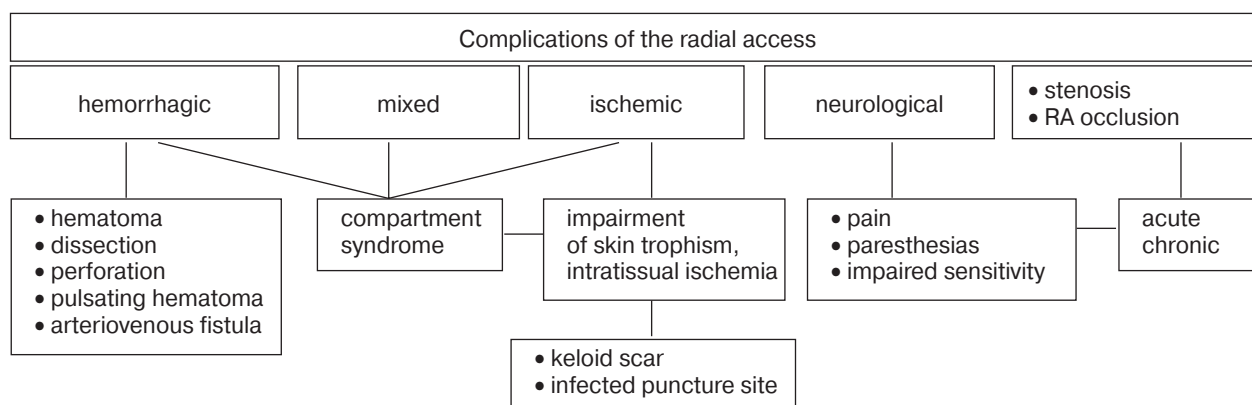 Complications of the radial access
hemorrhagic
mixed
ischemic
neurological
• stenosis
• RA occlusion
• hematoma
• dissection
• perforation
• pulsating hematoma
• arteriovenous fistula
compartment
syndrome
impairment
of skin trophism,
intratissual ischemia
• pain
• paresthesias
• impaired sensitivity
acute
chronic
• keloid scar
• infected puncture site